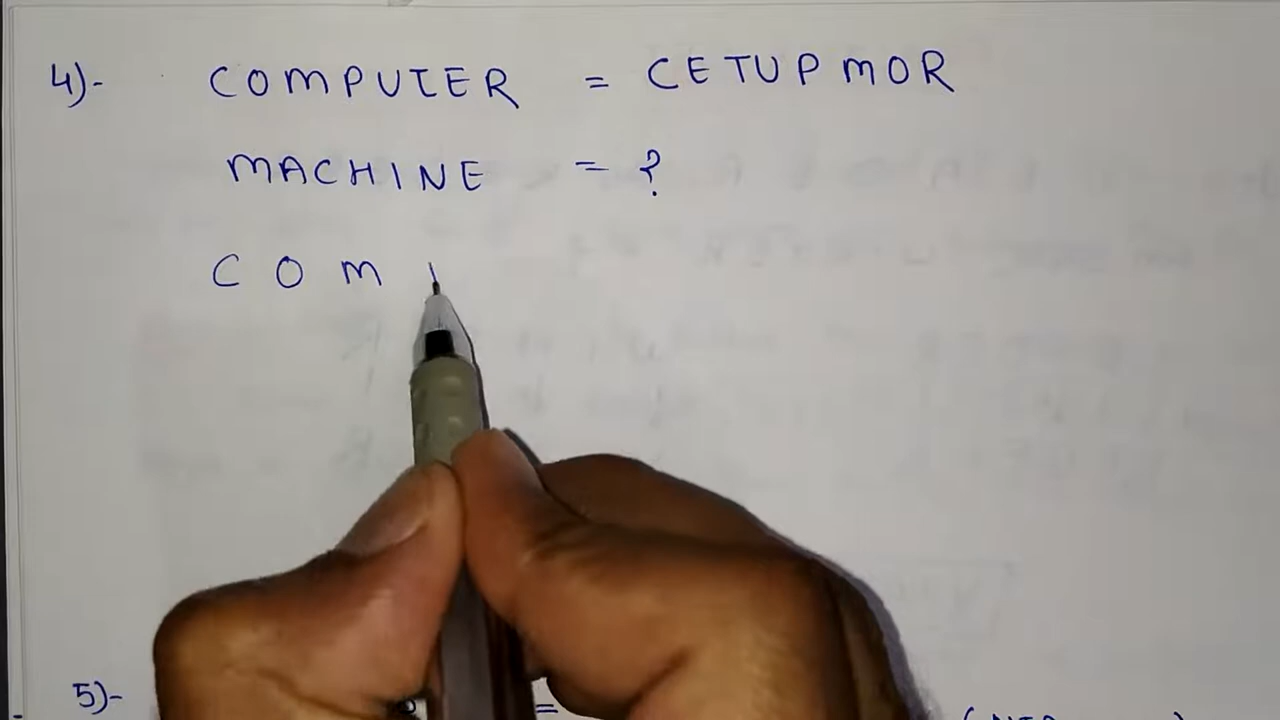 4)- COMPUTER = CETUPMOR
MACHINE = ?
C O M
5)- =